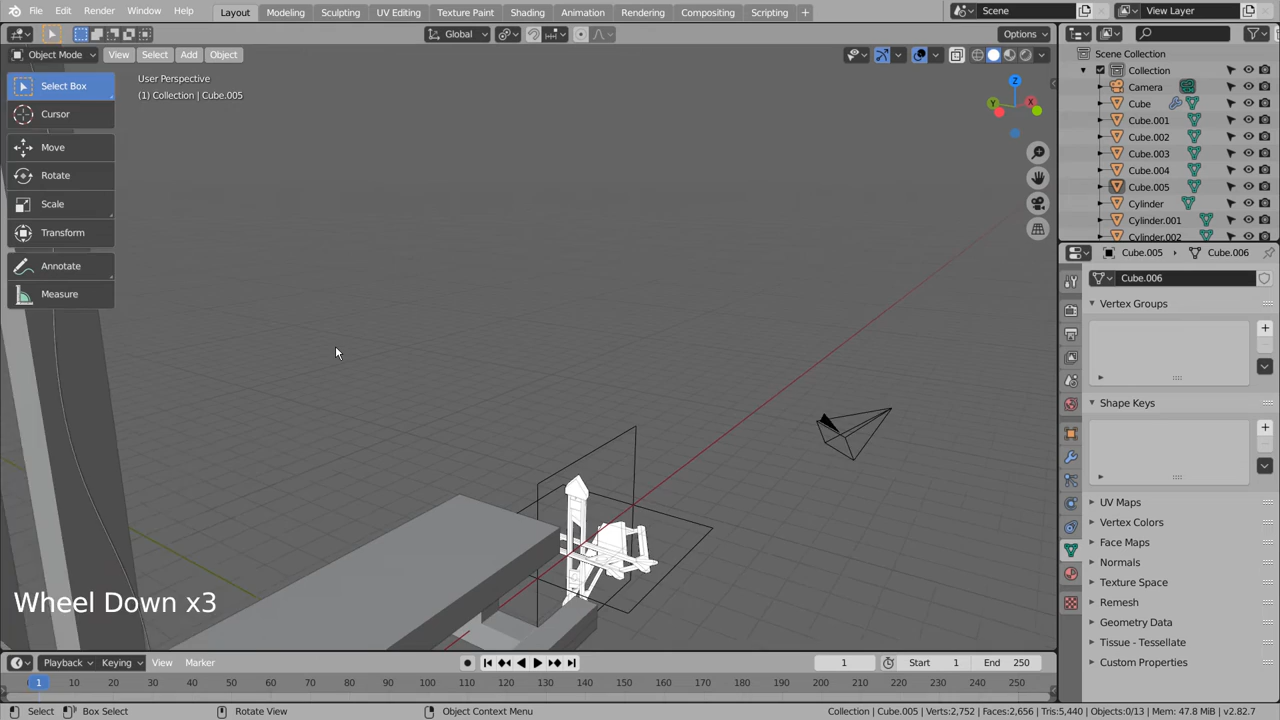 File Edit Render Window Help Layout Modeling Sculpting UV Editing Texture Paint Shading Animation Rendering Compositing Scripting + Scene View Layer
Global Options
Object Mode View Select Add Object
Select Box
Cursor
Move
Rotate
Scale
Transform
Annotate
Measure
User Perspective
(1) Collection | Cube.005
Z
Y
X
Wheel Down x3
Scene Collection
Collection
Camera
Cube
Cube.001
Cube.002
Cube.003
Cube.004
Cube.005
Cylinder
Cylinder.001
Cylinder.002
Cube.005 Cube.006
Cube.006
Vertex Groups
Shape Keys
UV Maps
Vertex Colors
Face Maps
Normals
Texture Space
Remesh
Geometry Data
Tissue - Tessellate
Custom Properties
Playback Keying View Marker 1 Start 1 End 250
1 10 20 30 40 50 60 70 80 90 100 110 120 130 140 150 160 170 180 190 200 210 220 230 240 250
Select Box Select Rotate View Object Context Menu Collection | Cube.005 | Verts:2,752 | Faces:2,656 | Tris:5,440 | Objects:0/13 | Mem: 47.8 MiB | v2.82.7